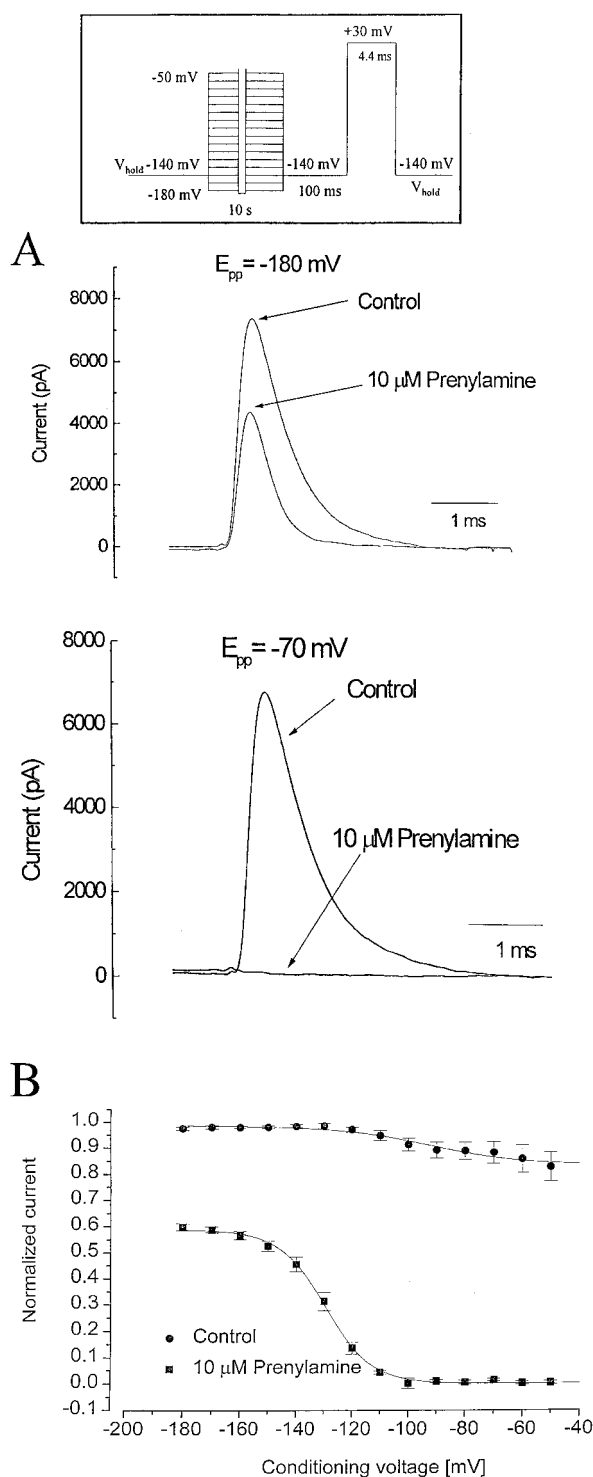 +30 mV
4.4 ms
-50 mV
Vhold -140 mV
-140 mV
-140 mV
-180 mV
100 ms
Vhold
10 s
A
Epp= -180 mV
8000
Control
6000
10 µM Prenylamine
Current (pA)
4000
2000
1 ms
0
Epp= -70 mV
8000
Control
6000
Current (pA)
4000
10 µM Prenylamine
2000
1 ms
0
B
1.0
0.9
0.8
0.7
0.6
0.5
0.4
0.3
0.2
0.1
0.0
-0.1
Normalized current
Control
10 µM Prenylamine
-200 -180 -160 -140 -120 -100 -80 -60 -40
Conditioning voltage [mV]